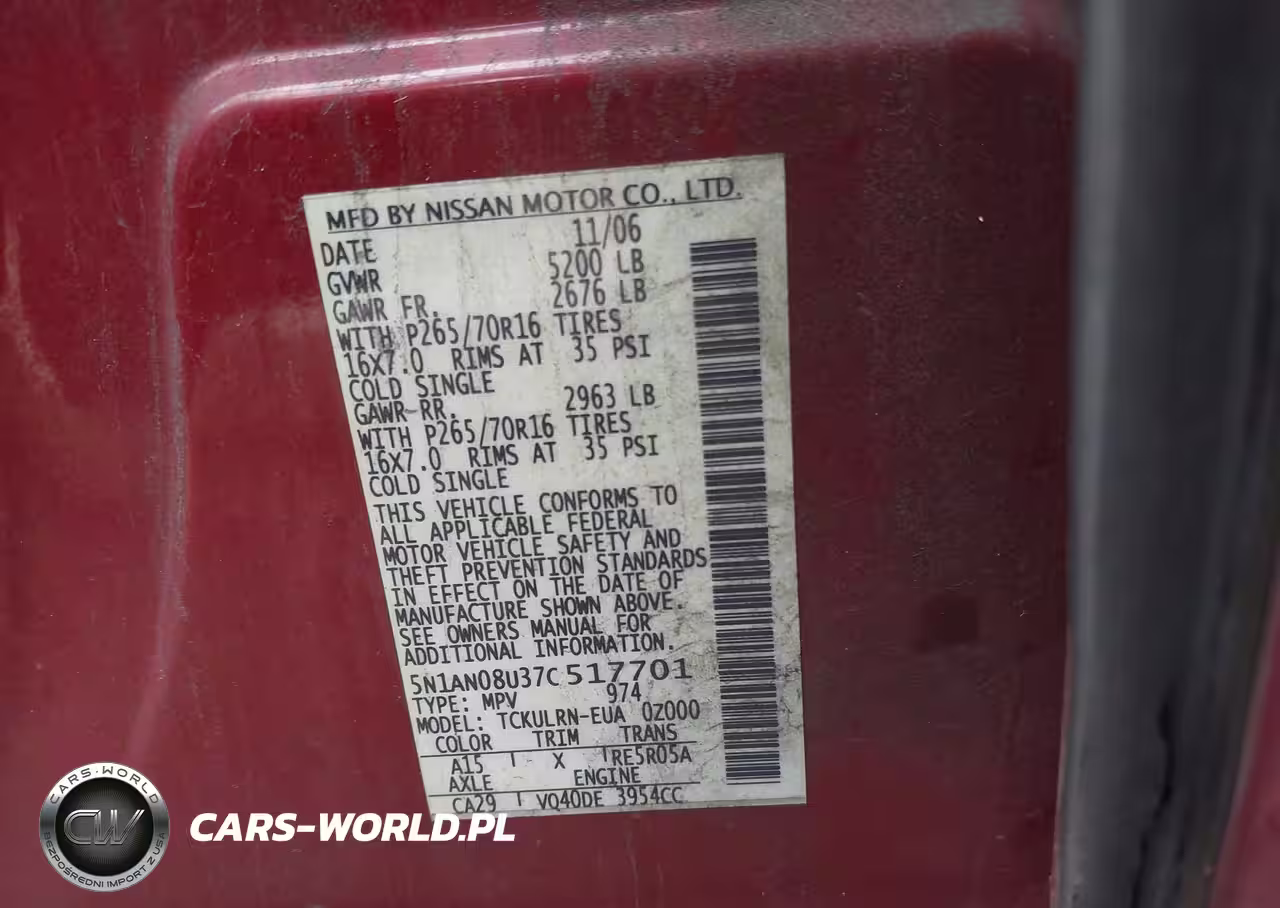 MFD BY NISSAN MOTOR CO., LTD.
DATE 11/06
GVWR 5200 LB
GAWR FR. 2676 LB
WITH P265/70R16 TIRES
16X7.0 RIMS AT 35 PSI
COLD SINGLE
GAWR RR. 2963 LB
WITH P265/70R16 TIRES
16X7.0 RIMS AT 35 PSI
COLD SINGLE
THIS VEHICLE CONFORMS TO
ALL APPLICABLE FEDERAL
MOTOR VEHICLE SAFETY AND
THEFT PREVENTION STANDARDS
IN EFFECT ON THE DATE OF
MANUFACTURE SHOWN ABOVE.
SEE OWNERS MANUAL FOR
ADDITIONAL INFORMATION.
5N1AN08U37C517701
TYPE: MPV 974
MODEL: TCKULRN-EUA 0Z000
COLOR TRIM TRANS
A15 X RE5R05A
AXLE ENGINE
CA29 VQ40DE 3954CC
CARS-WORLD
CW
BEZPOŚREDNI IMPORT Z USA
CARS-WORLD.PL